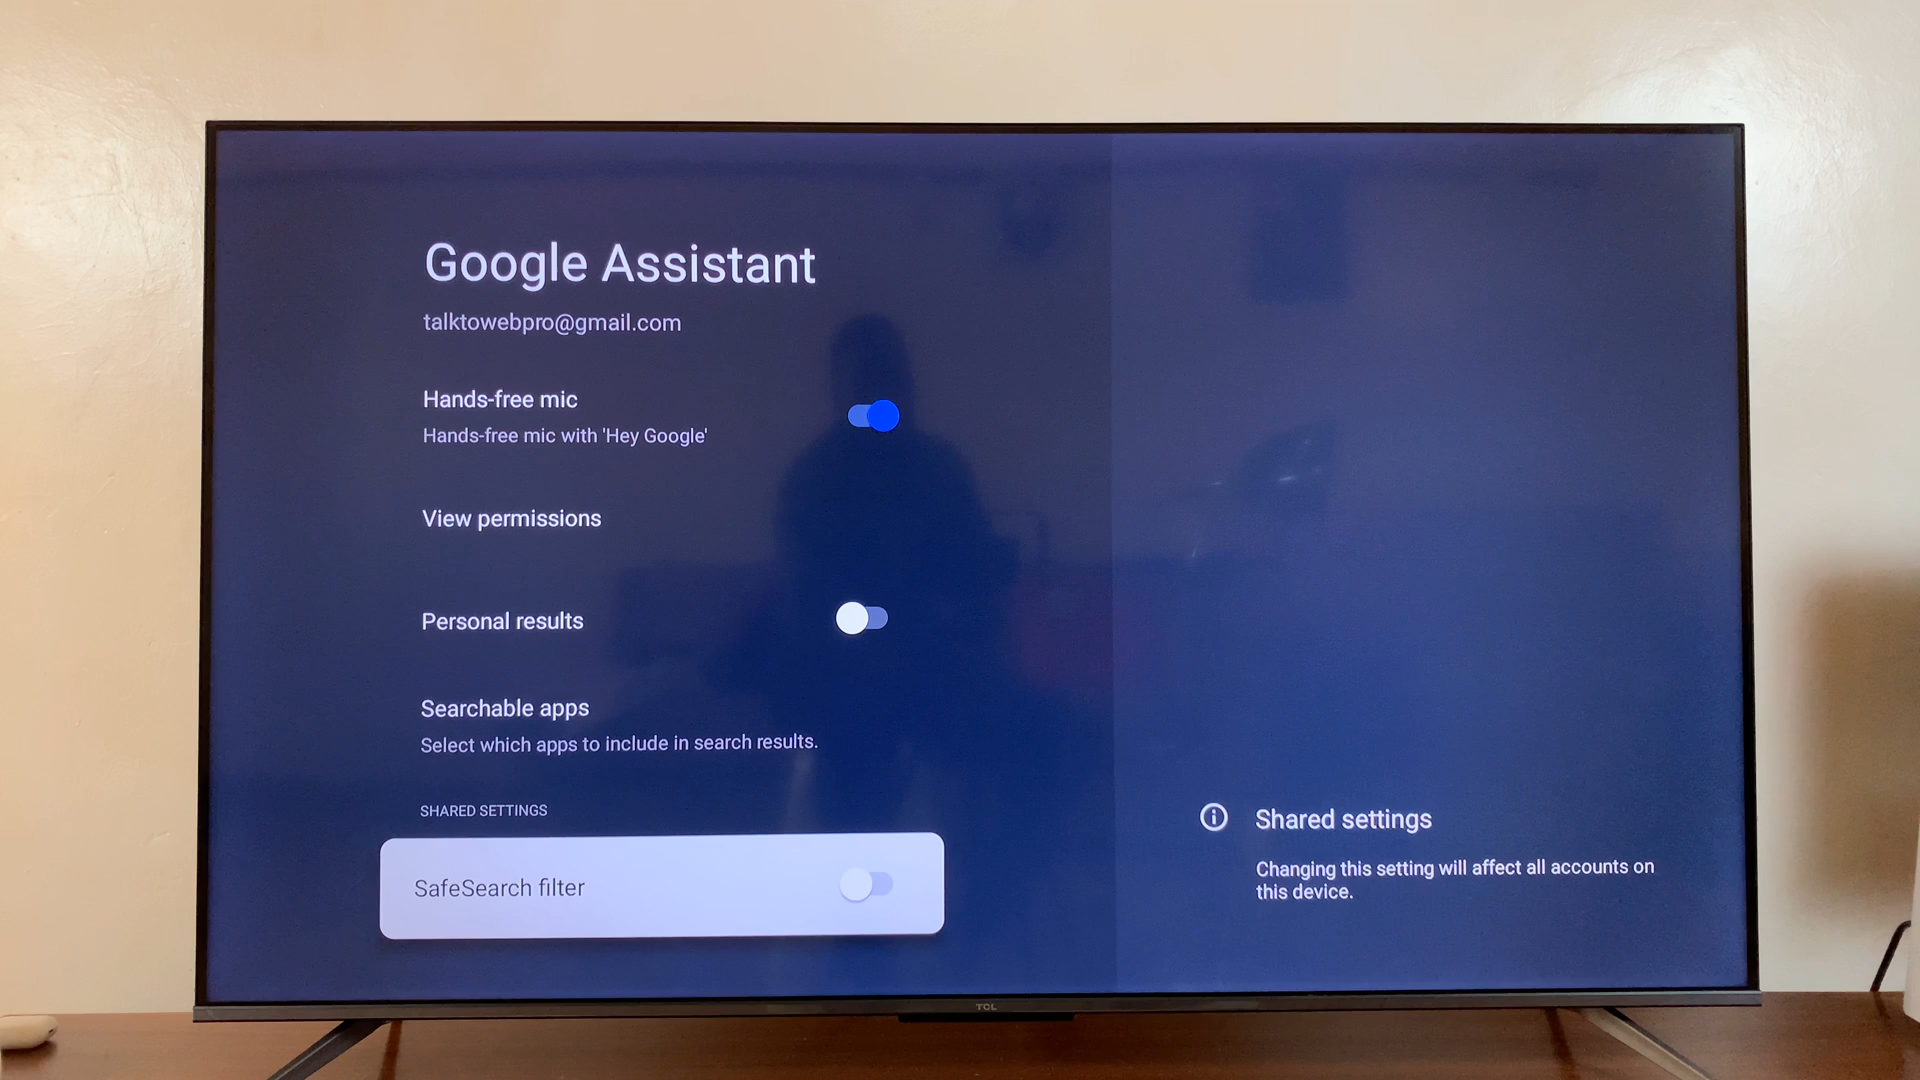 Google Assistant
talktowebpro@gmail.com
Hands-free mic
Hands-free mic with 'Hey Google'
View permissions
Personal results
Searchable apps
Select which apps to include in search results.
SHARED SETTINGS
SafeSearch filter
Shared settings
Changing this setting will affect all accounts on
this device.
TCL